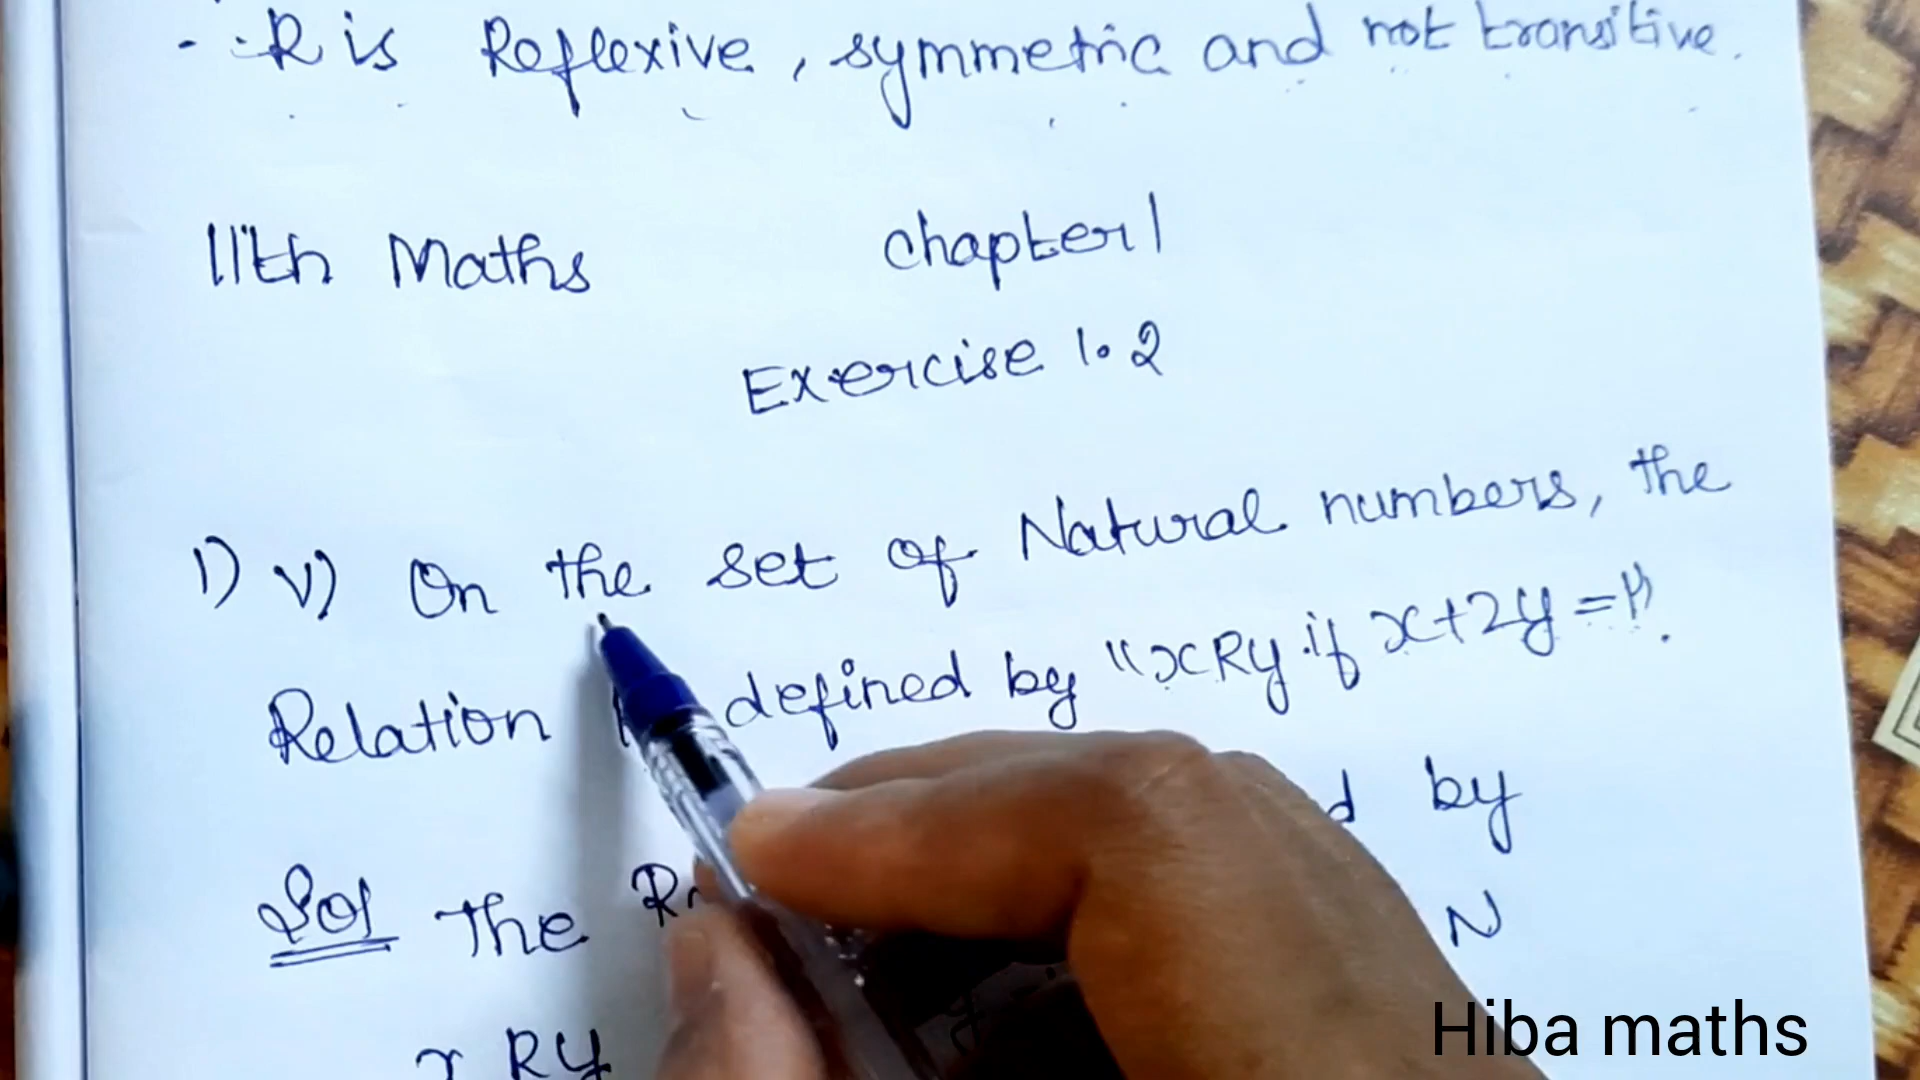 ∴ R is Reflexive, symmetric and not transitive.
11th Maths chapter 1
Exercise 1.2
1) v) On the set of Natural numbers, the
Relation defined by "xRy if x+2y=1".
by
Sol The N
x Ry
Hiba maths